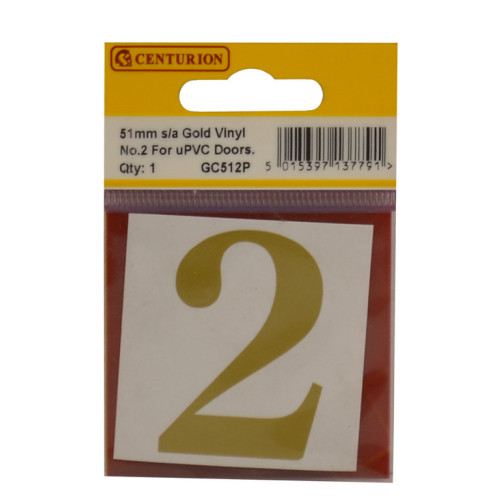 CENTURION
51mm s/a Gold Vinyl
No.2 For uPVC Doors.
Qty: 1 GC512P
5 015397 137791 >
2